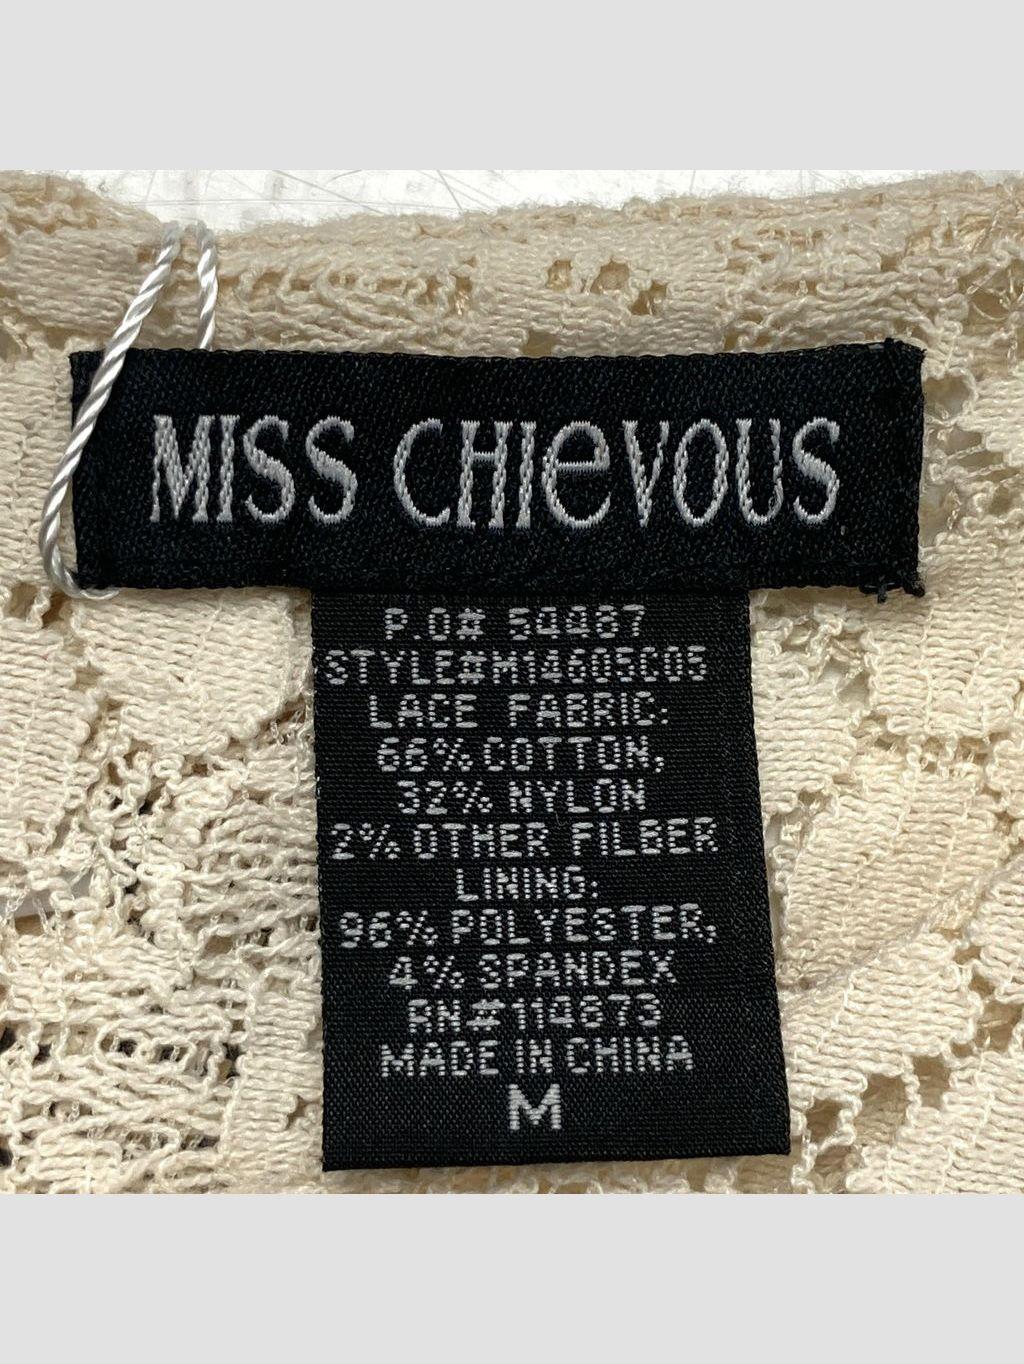 MISS CHIeVOUS
P.O# 54487
STYLE#M14605C05
LACE FABRIC:
66% COTTON,
32% NYLON
2% OTHER FILBER
LINING:
96% POLYESTER,
4% SPANDEX
RN#114673
MADE IN CHINA
M